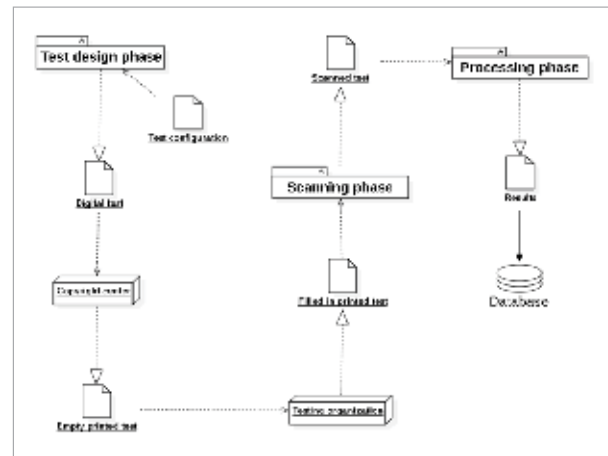 Test design phase
Test configuration
Digital test
Empty printed test
Testing organization
Filled in printed test
Scanning phase
Scanned test
Processing phase
Results
Database